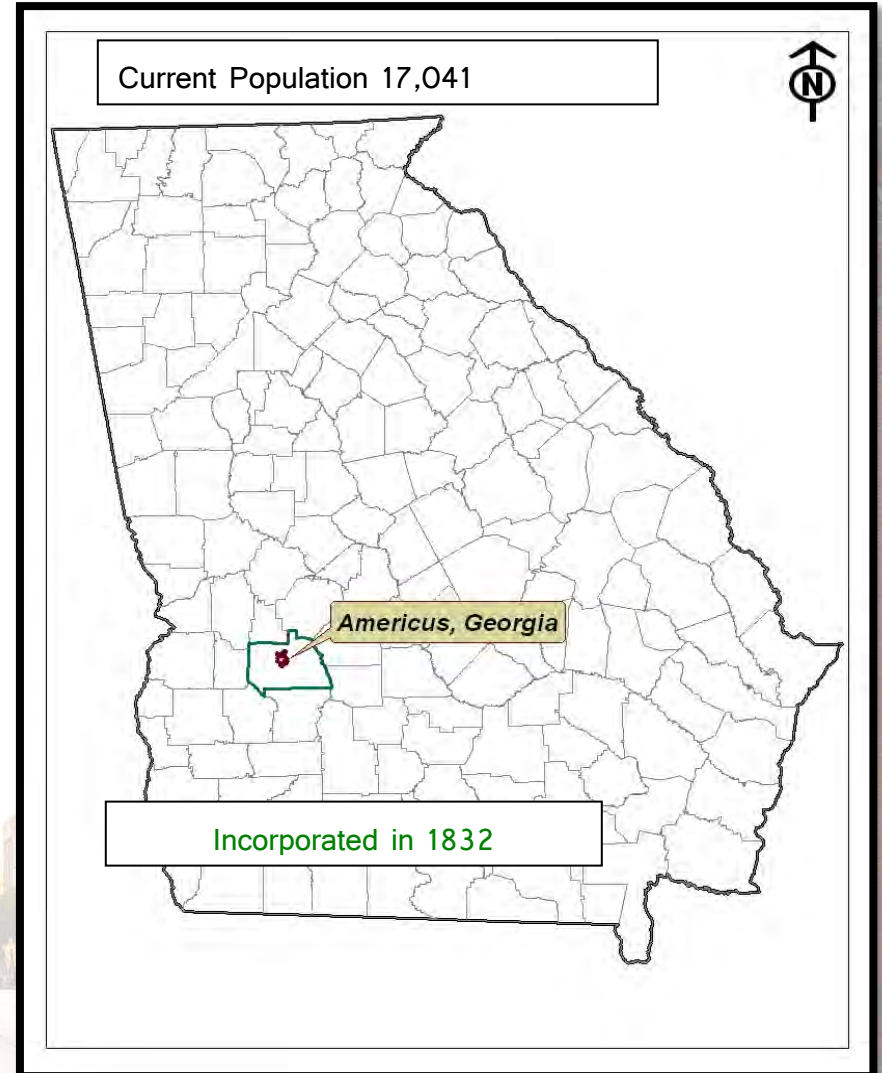 Current Population 17,041
N
Americus, Georgia
Incorporated in 1832